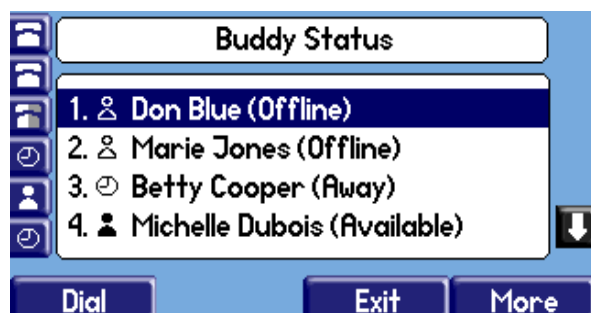 Buddy Status
1. Don Blue (Offline)
2. Marie Jones (Offline)
3. Betty Cooper (Away)
4. Michelle Dubois (Available)
Dial Exit More